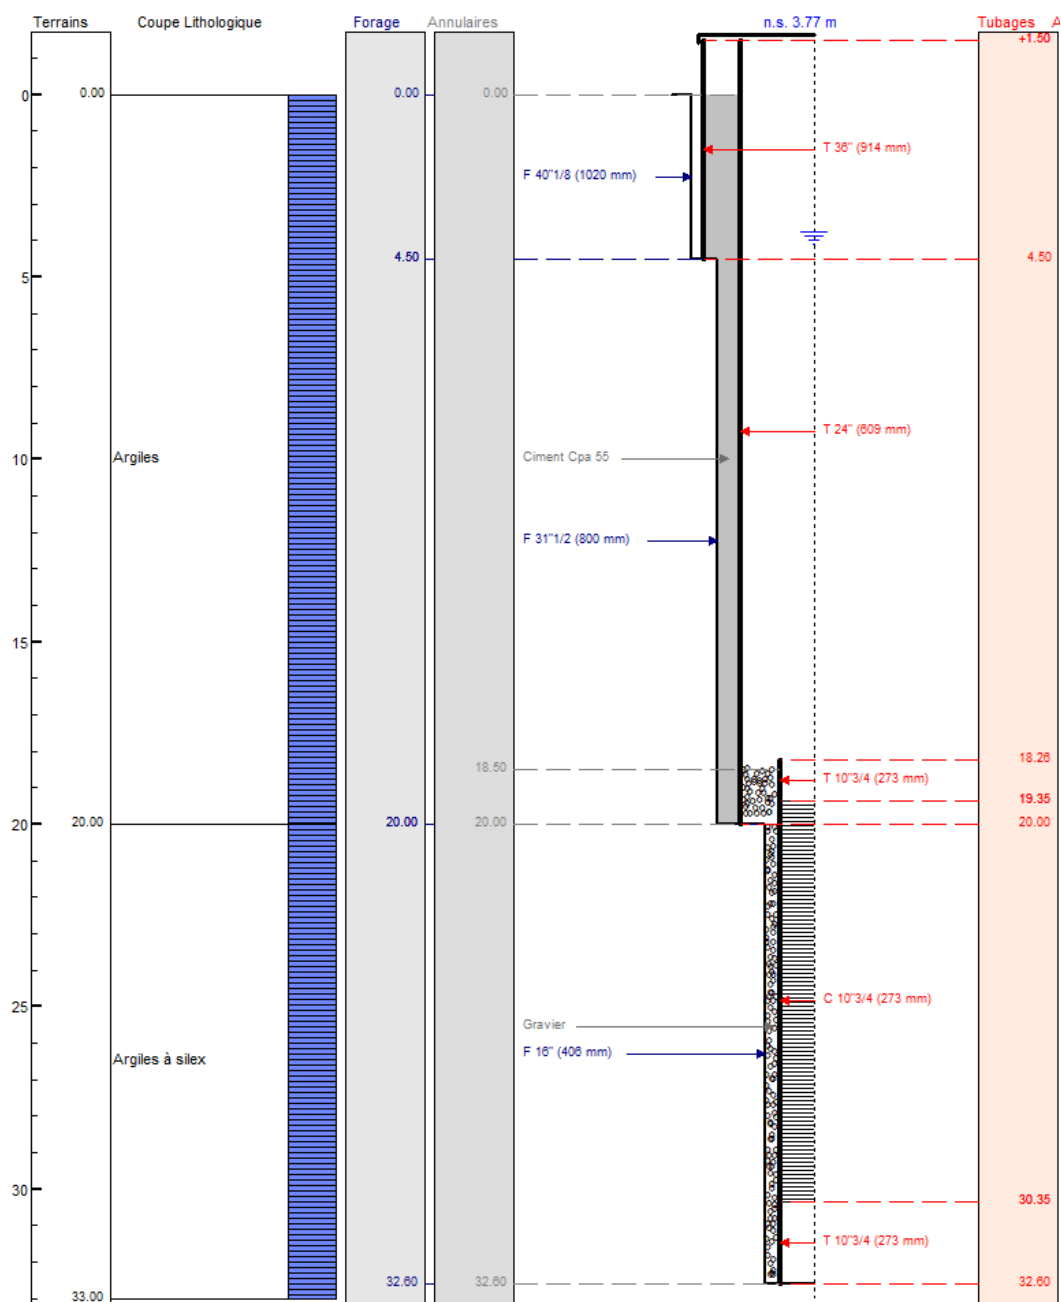 Terrains Coupe Lithologique Forage Annulaires n.s. 3.77 m Tubages A
+1.50
0 0.00 0.00 0.00
T 36" (914 mm)
F 40"1/8 (1020 mm)
4.50 4.50
5
T 24" (609 mm)
10 Argiles Ciment Cpa 55
F 31"1/2 (800 mm)
15
18.26
18.50
T 10"3/4 (273 mm)
19.35
20 20.00 20.00 20.00 20.00
25 C 10"3/4 (273 mm)
Gravier
Argiles à silex F 16" (406 mm)
30 30.35
T 10"3/4 (273 mm)
32.60 32.60 32.60
33.00